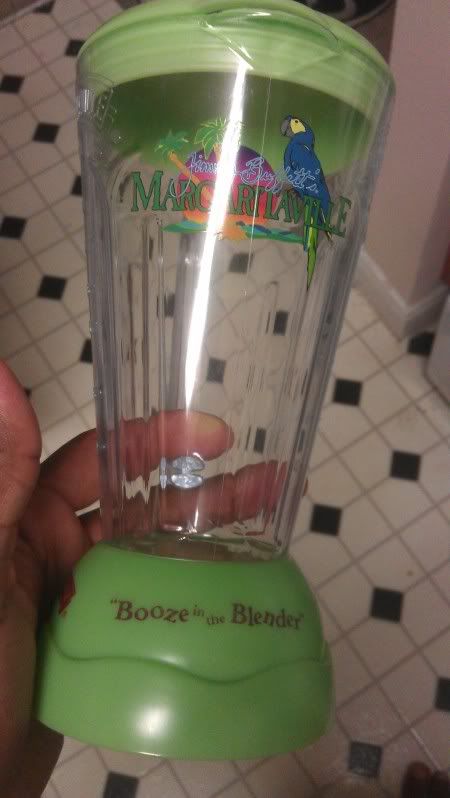 Jimmy Buffett's
MARGARITAVILLE
"Booze in the Blender"